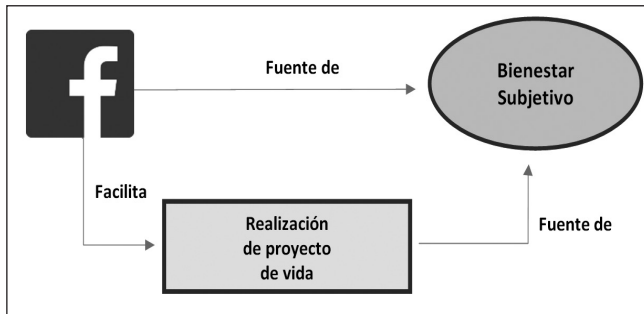 Fuente de
Bienestar
Subjetivo
Facilita
Realización
de proyecto
de vida
Fuente de